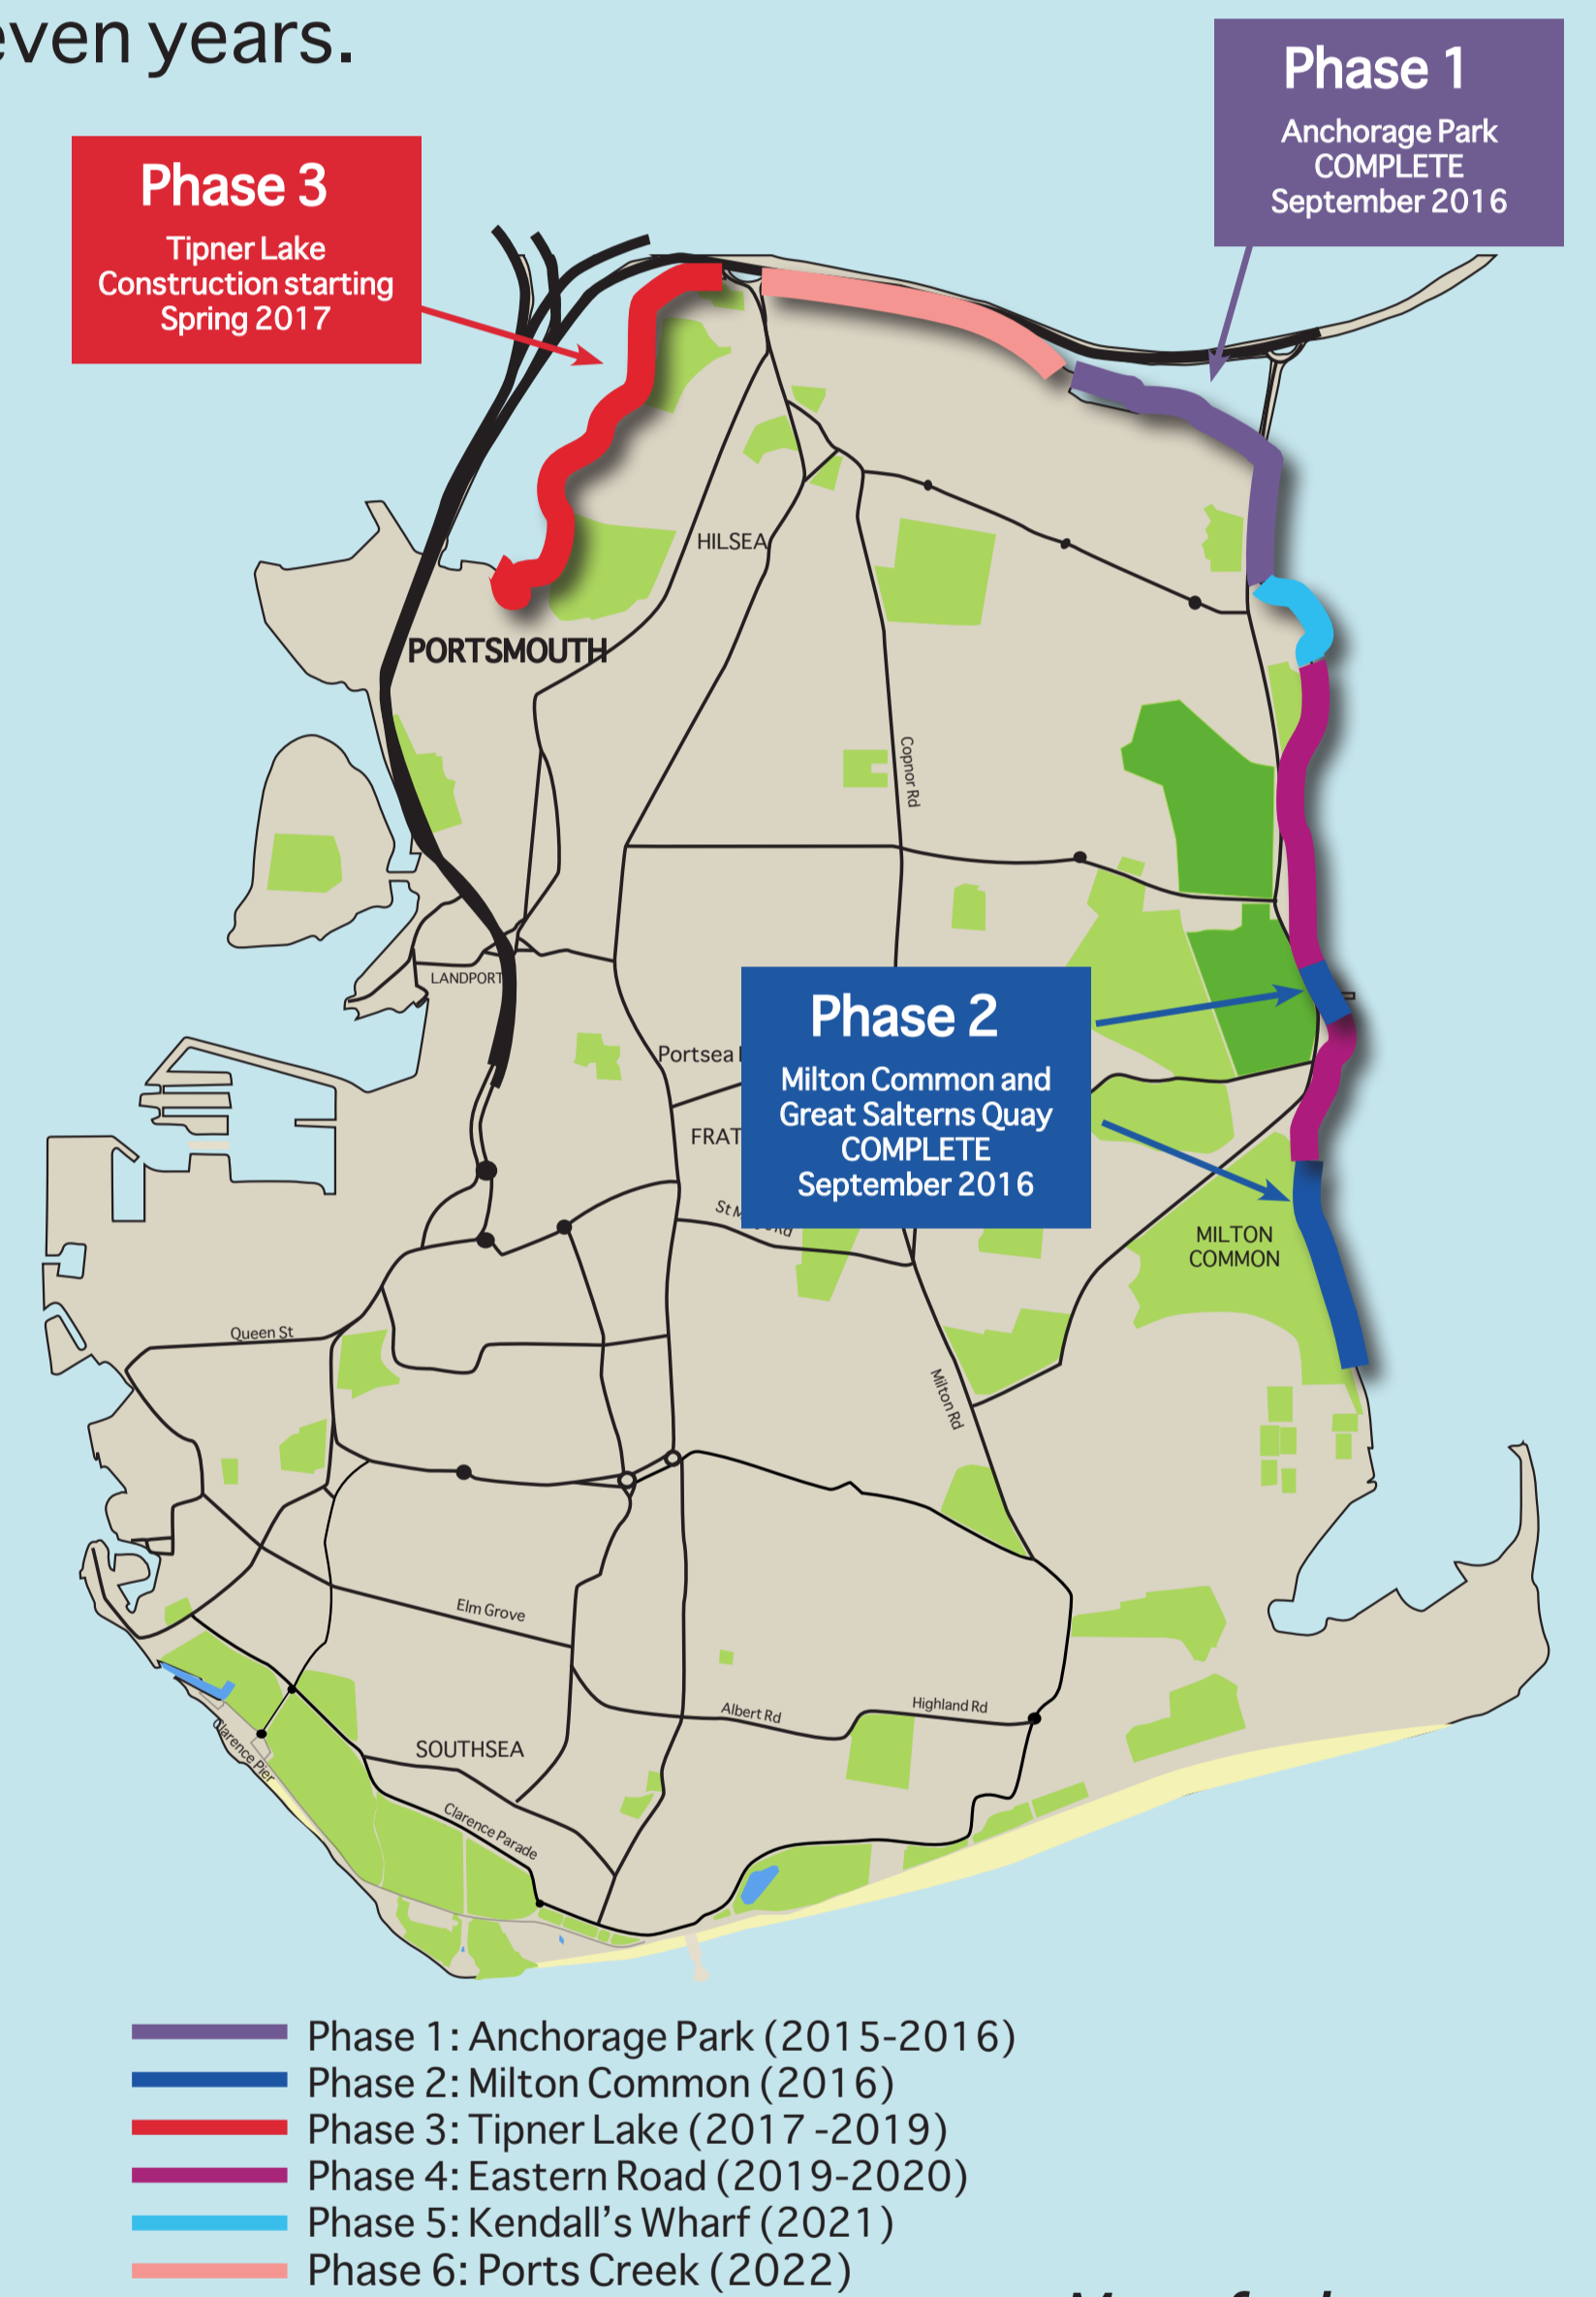 even years.
Phase 1
Anchorage Park
COMPLETE
September 2016
Phase 3
Tipner Lake
Construction starting
Spring 2017
HILSEA
PORTSMOUTH
Copnor Rd
LANDPORT
Phase 2
Milton Common and
Great Salterns Quay
COMPLETE
September 2016
Portsea
FRAT
St M
Rd
MILTON
COMMON
Queen St
Milton Rd
Elm Grove
Albert Rd
Highland Rd
Clarence Pier
SOUTHSEA
Clarence Parade
Phase 1: Anchorage Park (2015-2016)
Phase 2: Milton Common (2016)
Phase 3: Tipner Lake (2017 -2019)
Phase 4: Eastern Road (2019-2020)
Phase 5: Kendall's Wharf (2021)
Phase 6: Ports Creek (2022)